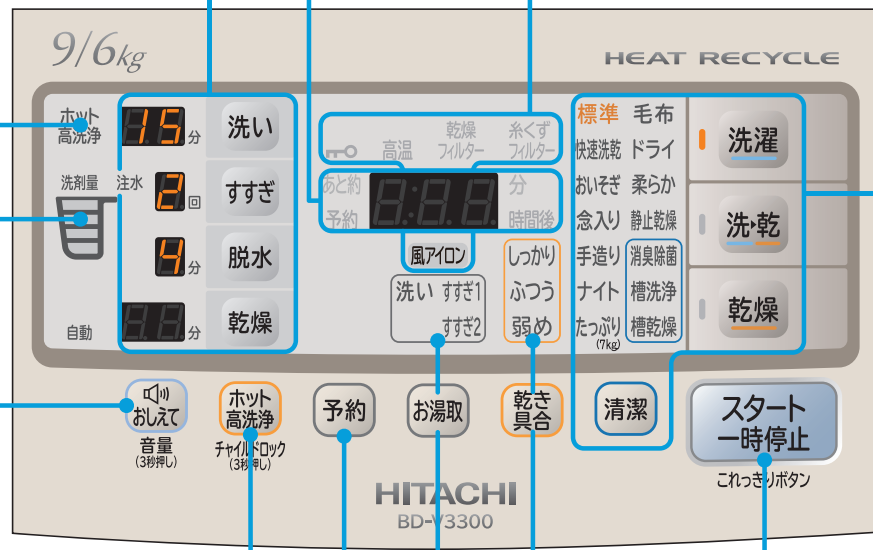 9/6kg
HEAT RECYCLE
ホット
高洗浄
15分
洗い
洗剤量
注水
2回
すすぎ
4分
脱水
自動
分
乾燥
高温
乾燥
フィルター
糸くず
フィルター
あと約
予約
分
時間後
風アイロン
洗い すすぎ1
すすぎ2
しっかり
ふつう
弱め
標準 毛布
快速洗乾 ドライ
おいそぎ 柔らか
念入り 静止乾燥
手造り 消臭除菌
ナイト 槽洗浄
たっぷり 槽乾燥
(7kg)
洗濯
洗・乾
乾燥
おしえて
音量
(3秒押し)
ホット
高洗浄
チャイルドロック
(3秒押し)
予約
お湯取
乾き
具合
清潔
スタート
一時停止
これっきりボタン
HITACHI
BD-V3300